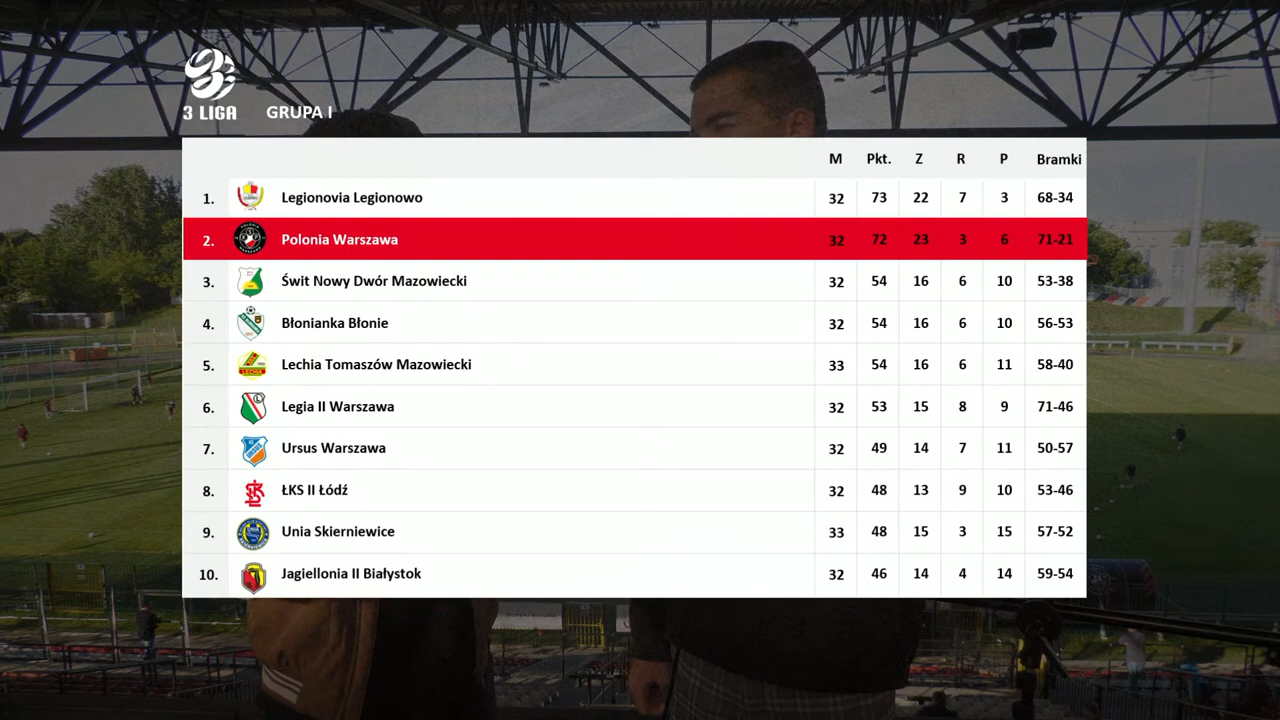 3 LIGA GRUPA I
M Pkt. Z R P Bramki
1. Legionovia Legionowo 32 73 22 7 3 68-34
2. Polonia Warszawa 32 72 23 3 6 71-21
3. Świt Nowy Dwór Mazowiecki 32 54 16 6 10 53-38
4. Błonianka Błonie 32 54 16 6 10 56-53
5. Lechia Tomaszów Mazowiecki 33 54 16 6 11 58-40
6. Legia II Warszawa 32 53 15 8 9 71-46
7. Ursus Warszawa 32 49 14 7 11 50-57
8. ŁKS II Łódź 32 48 13 9 10 53-46
9. Unia Skierniewice 33 48 15 3 15 57-52
10. Jagiellonia II Białystok 32 46 14 4 14 59-54